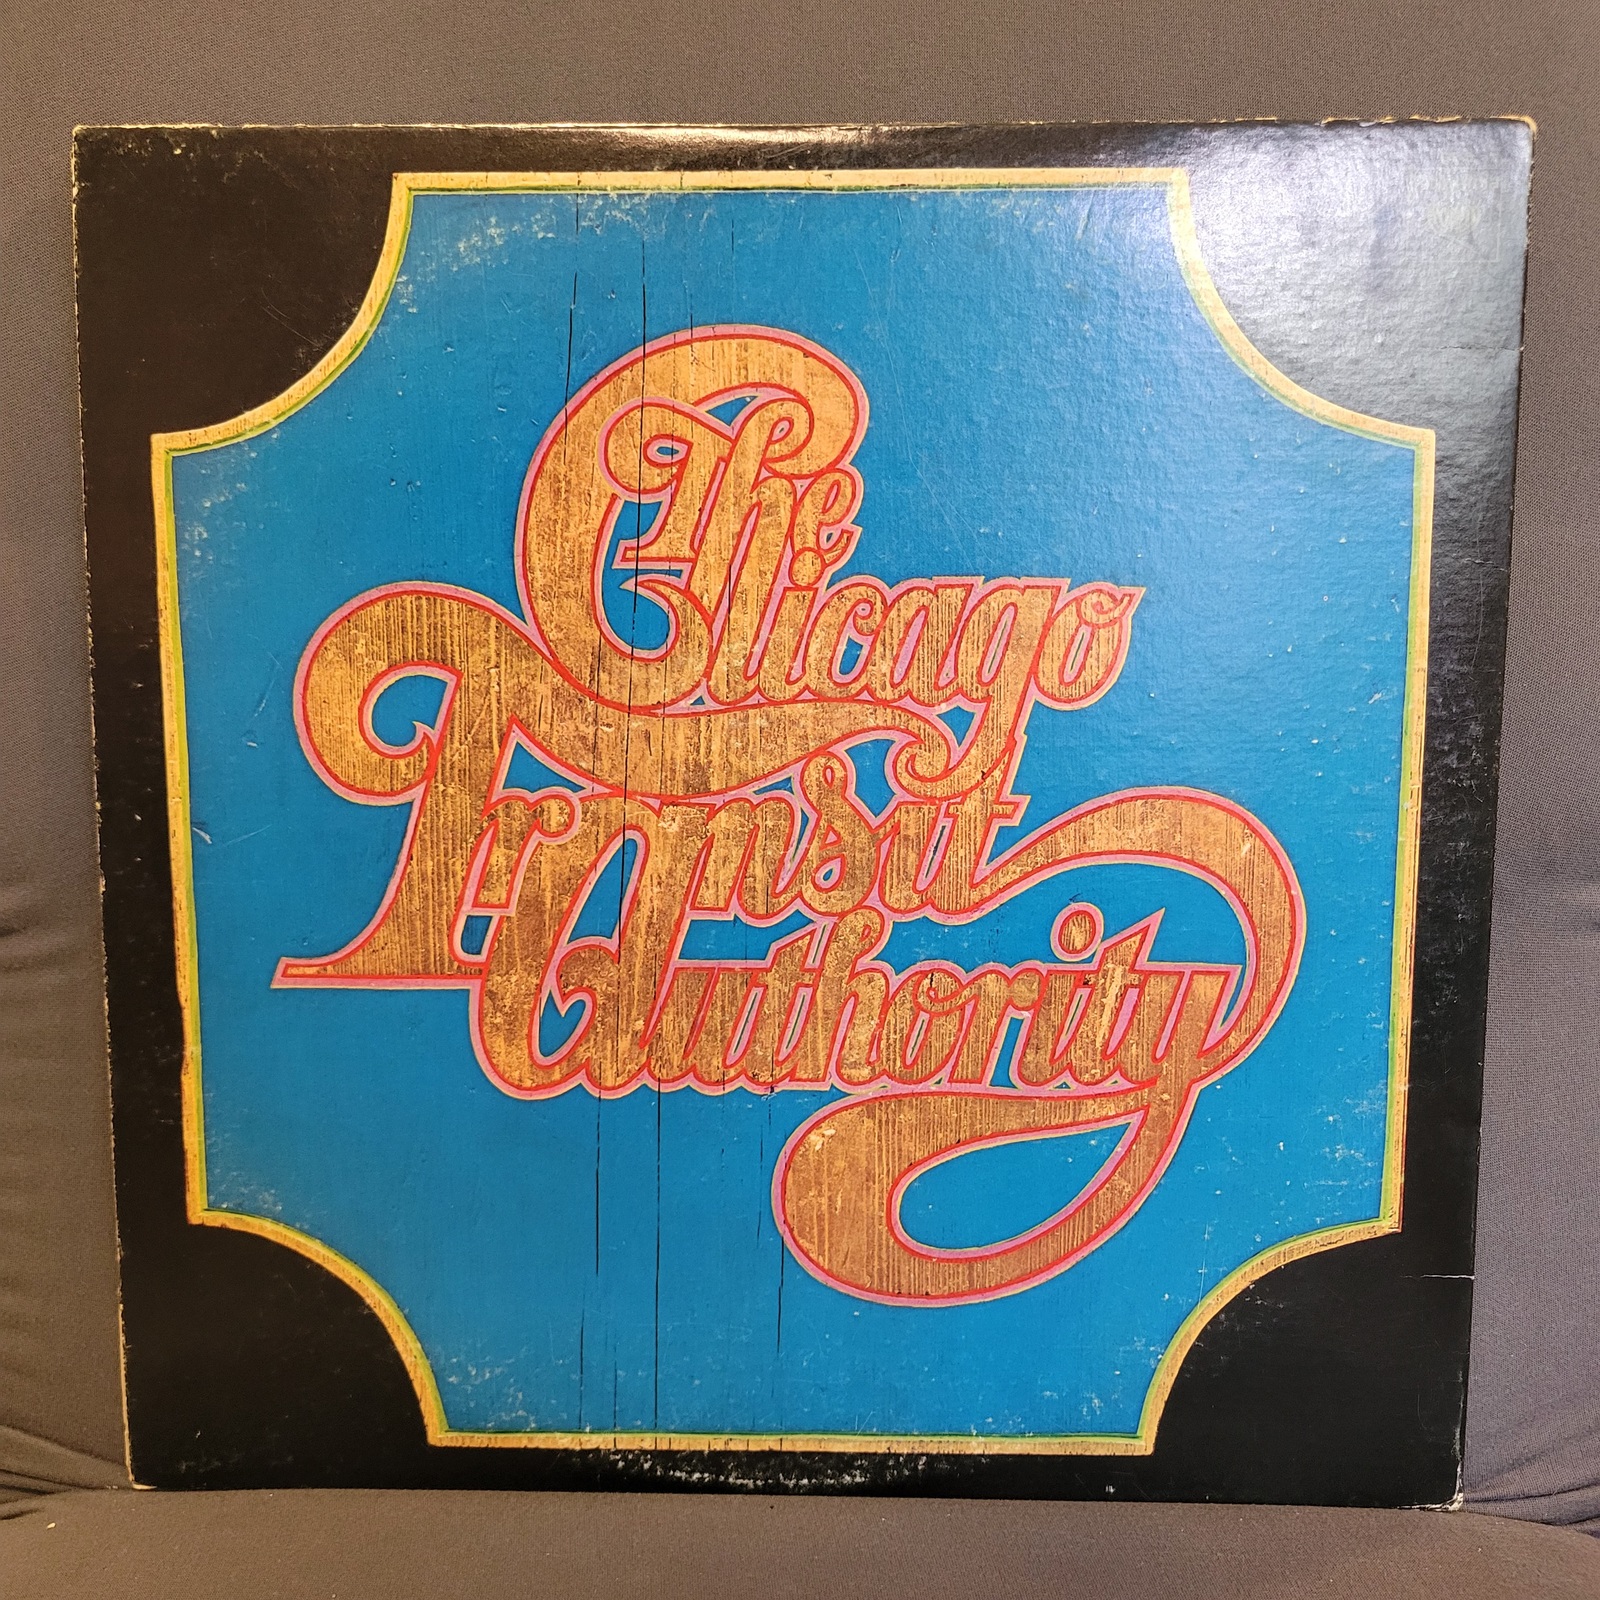 The
Chicago
Transit
Authority